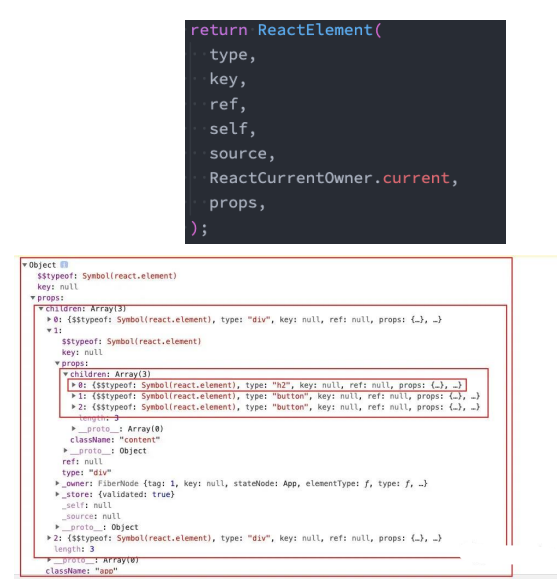 return ReactElement(
type,
key,
ref,
self,
source,
ReactCurrentOwner.current,
props,
);
▼Object i
$$typeof: Symbol(react.element)
key: null
▼props:
▼children: Array(3)
▶0: {$$typeof: Symbol(react.element), type: "div", key: null, ref: null, props: {…}, …}
▼1:
$$typeof: Symbol(react.element)
key: null
▼props:
▼children: Array(3)
▶0: {$$typeof: Symbol(react.element), type: "h2", key: null, ref: null, props: {…}, …}
▶1: {$$typeof: Symbol(react.element), type: "button", key: null, ref: null, props: {…}, …}
▶2: {$$typeof: Symbol(react.element), type: "button", key: null, ref: null, props: {…}, …}
length: 3
▶__proto__: Array(0)
className: "content"
▶__proto__: Object
ref: null
type: "div"
▶_owner: FiberNode {tag: 1, key: null, stateNode: App, elementType: ƒ, type: ƒ, …}
▶_store: {validated: true}
_self: null
_source: null
▶__proto__: Object
▶2: {$$typeof: Symbol(react.element), type: "div", key: null, ref: null, props: {…}, …}
length: 3
▶__proto__: Array(0)
className: "app"